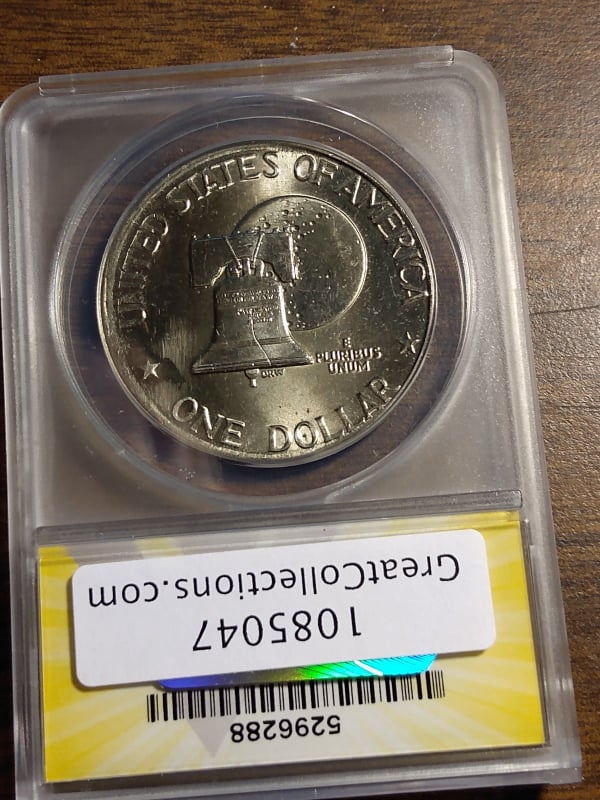 UNITED STATES OF AMERICA
E
PLURIBUS
UNUM
ONE DOLLAR
GreatCollections.com
1085047
5296288